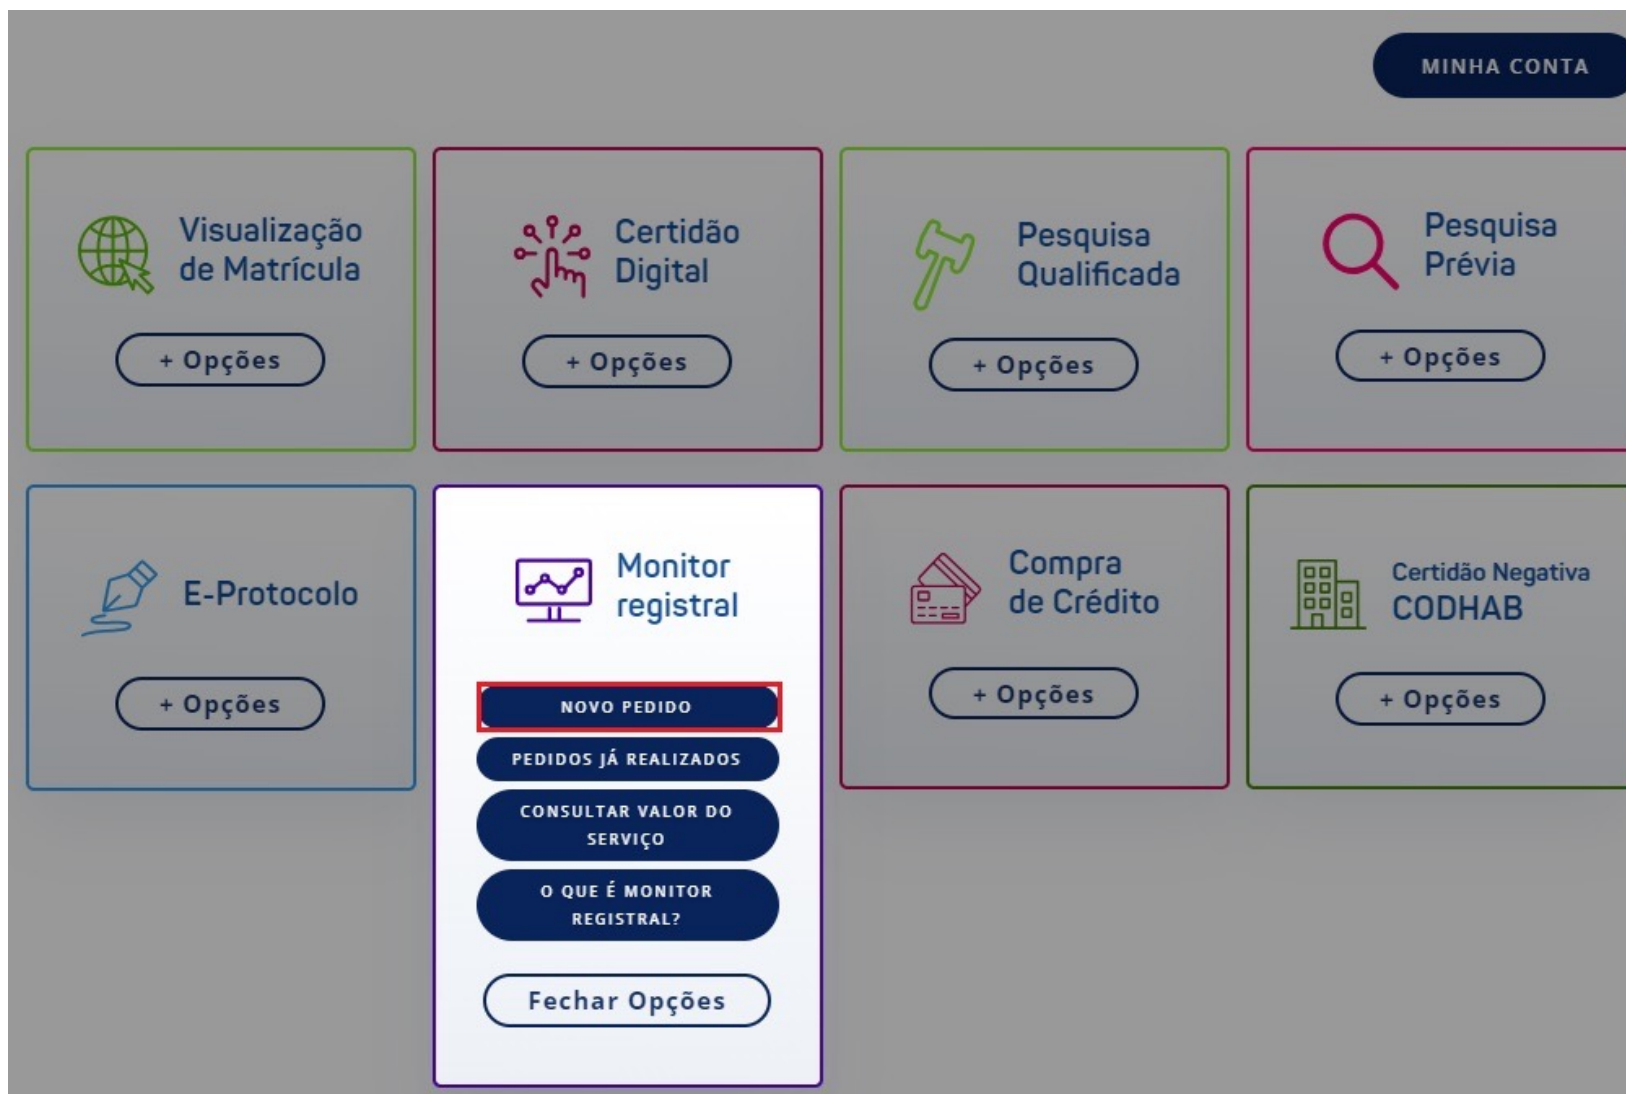 MINHA CONTA
Visualização
de Matrícula
+ Opções
Certidão
Digital
+ Opções
Pesquisa
Qualificada
+ Opções
Pesquisa
Prévia
+ Opções
E-Protocolo
+ Opções
Monitor
registral
NOVO PEDIDO
PEDIDOS JÁ REALIZADOS
CONSULTAR VALOR DO
SERVIÇO
O QUE É MONITOR
REGISTRAL?
Fechar Opções
Compra
de Crédito
+ Opções
Certidão Negativa
CODHAB
+ Opções